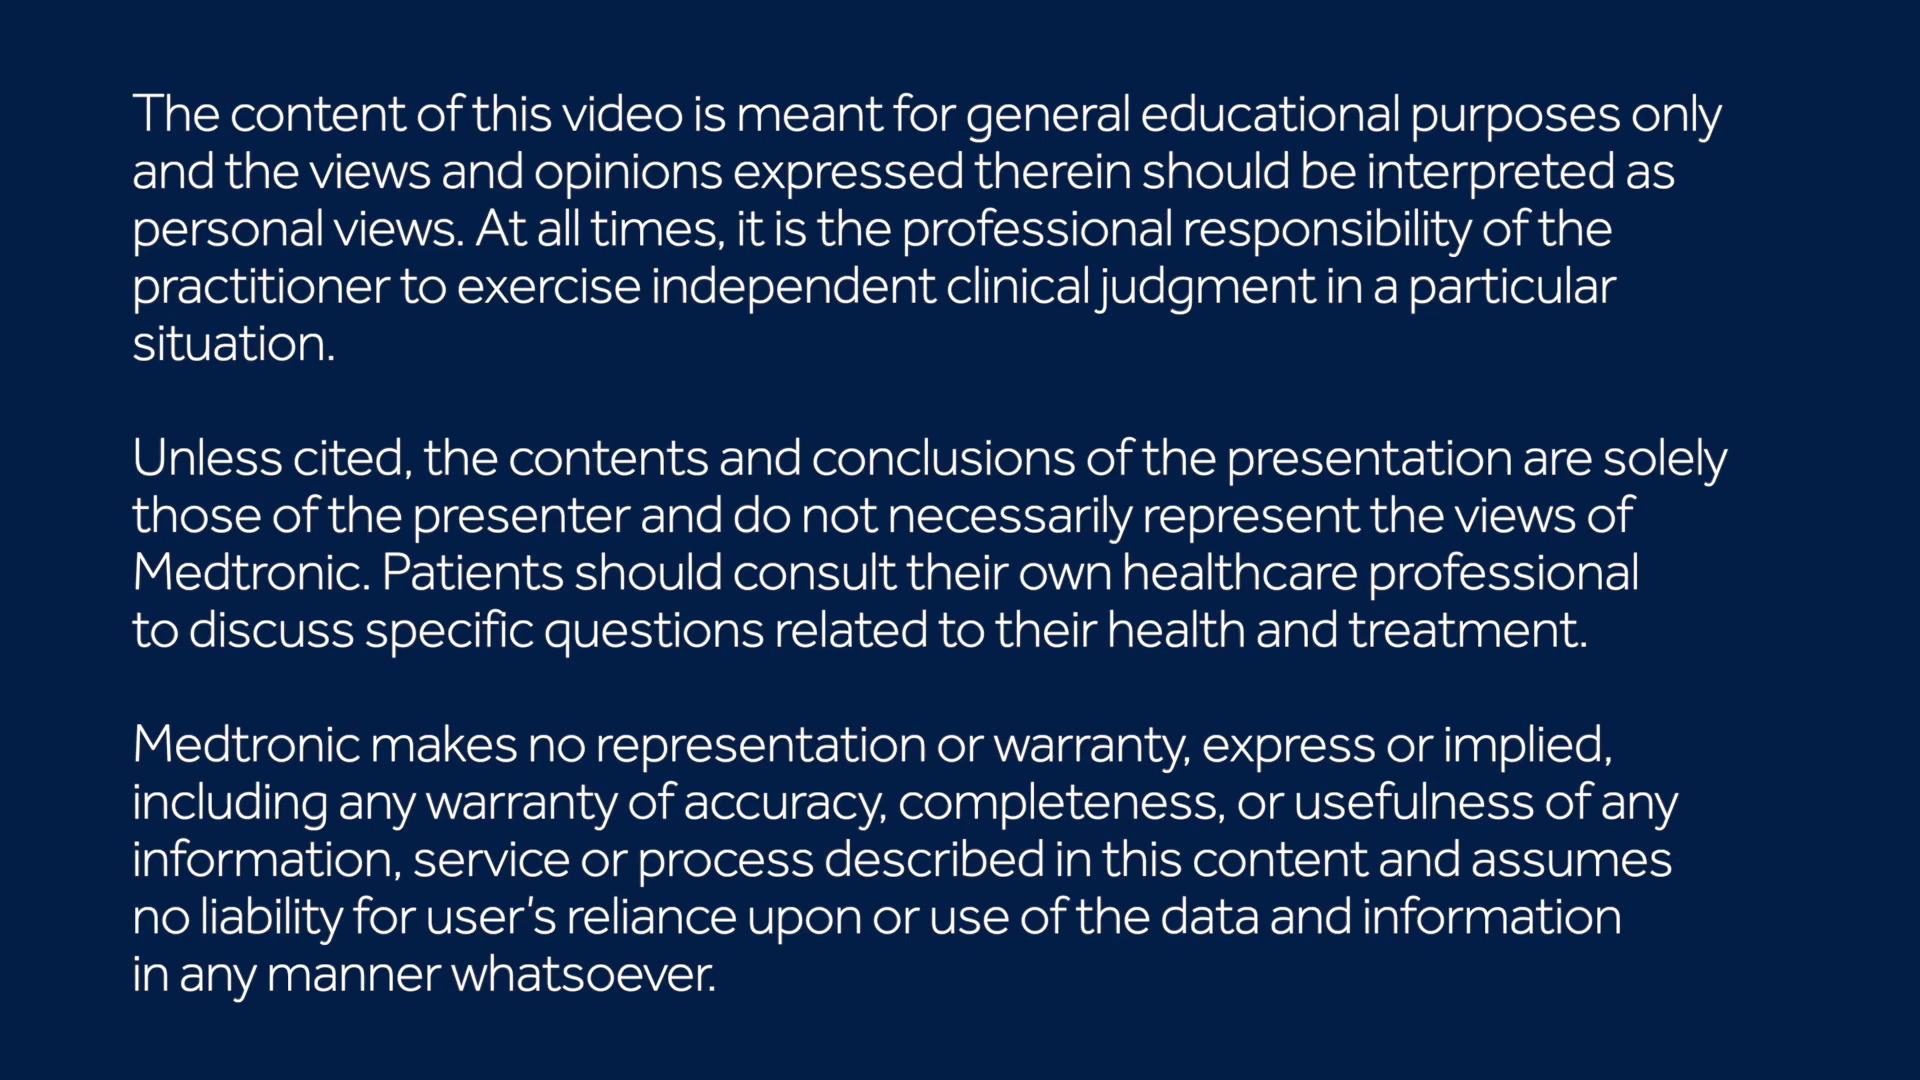 The content of this video is meant for general educational purposes only
and the views and opinions expressed therein should be interpreted as
personal views. At all times, it is the professional responsibility of the
practitioner to exercise independent clinical judgment in a particular
situation.
Unless cited, the contents and conclusions of the presentation are solely
those of the presenter and do not necessarily represent the views of
Medtronic. Patients should consult their own healthcare professional
to discuss specific questions related to their health and treatment.
Medtronic makes no representation or warranty, express or implied,
including any warranty of accuracy, completeness, or usefulness of any
information, service or process described in this content and assumes
no liability for user’s reliance upon or use of the data and information
in any manner whatsoever.